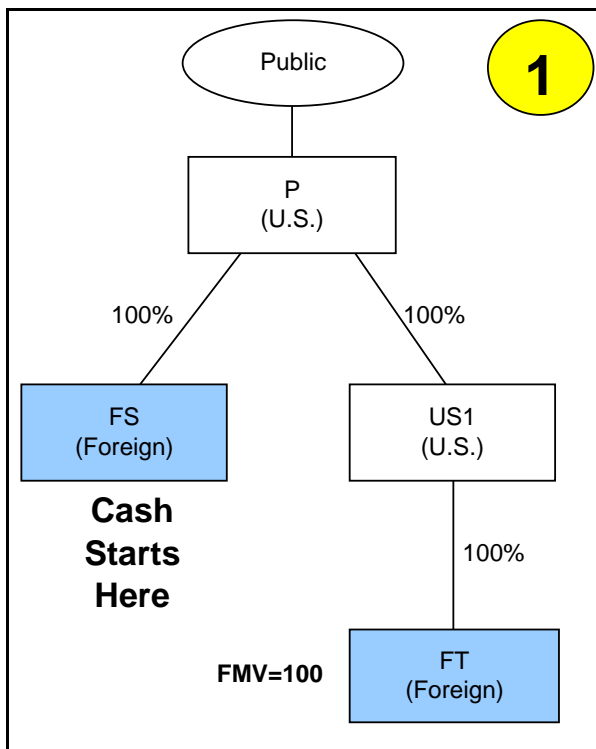 Public
1
P
(U.S.)
100%
100%
FS
(Foreign)
US1
(U.S.)
Cash
Starts
Here
100%
FMV=100
FT
(Foreign)